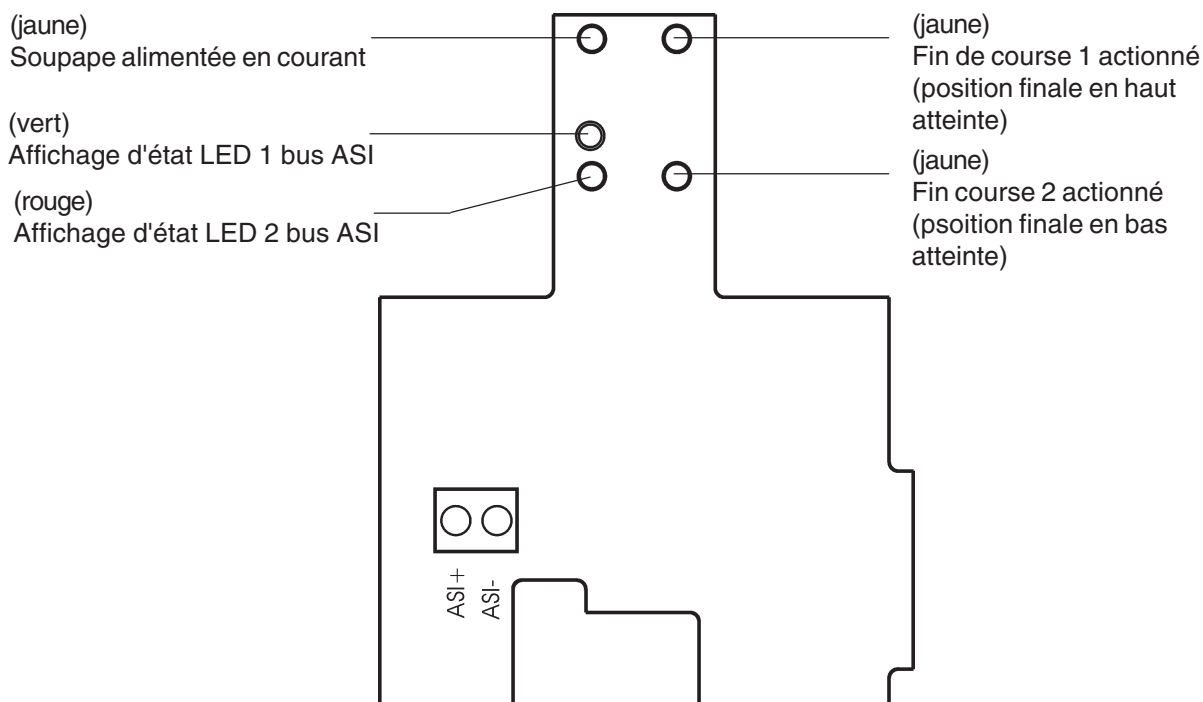 (jaune)
Soupape alimentée en courant
(vert)
Affichage d'état LED 1 bus ASI
(rouge)
Affichage d'état LED 2 bus ASI
(jaune)
Fin de course 1 actionné
(position finale en haut
atteinte)
(jaune)
Fin course 2 actionné
(psoition finale en bas
atteinte)
ASI+
ASI-